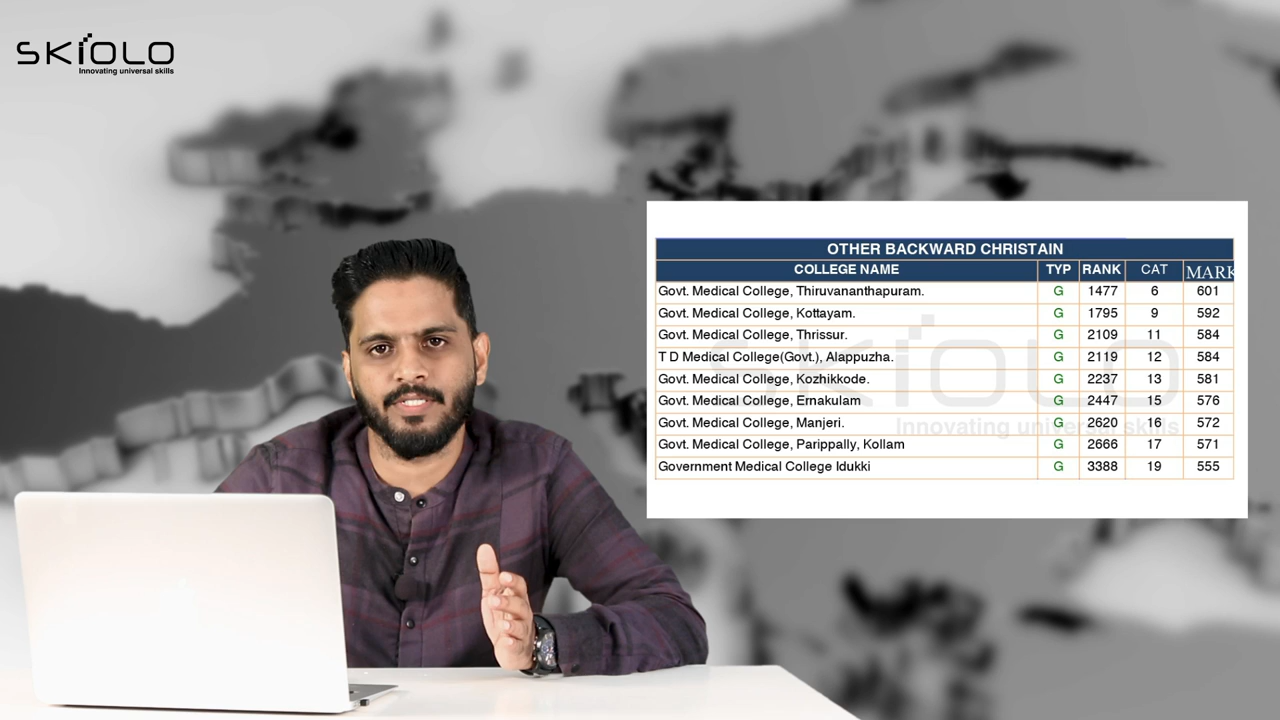 SKiOLO
Innovating universal skills
OTHER BACKWARD CHRISTAIN
COLLEGE NAME TYP RANK CAT MARK
Govt. Medical College, Thiruvananthapuram. G 1477 6 601
Govt. Medical College, Kottayam. G 1795 9 592
Govt. Medical College, Thrissur. G 2109 11 584
T D Medical College(Govt.), Alappuzha. G 2119 12 584
Govt. Medical College, Kozhikkode. G 2237 13 581
Govt. Medical College, Ernakulam G 2447 15 576
Govt. Medical College, Manjeri. G 2620 16 572
Govt. Medical College, Parippally, Kollam G 2666 17 571
Government Medical College Idukki G 3388 19 555
SKiOLO
Innovating universal skills